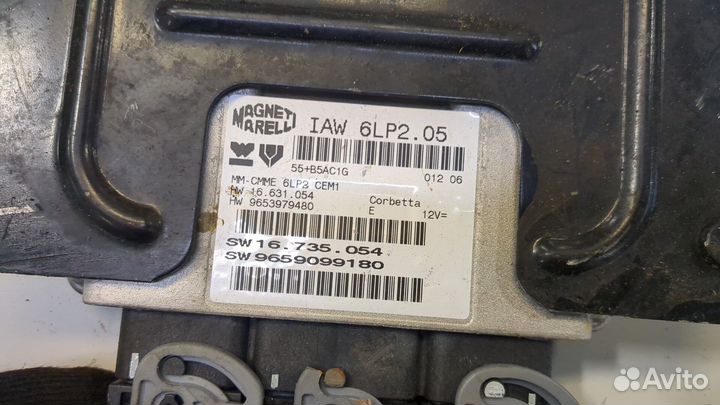 MAGNETI
MARELLI
IAW 6LP2.05
55+B5AC1G
012 06
MM-CMME 6LP2 CEM1
HW 16.631.054
Corbetta
HW 9653979480
E
12V=
SW16.735.054
SW9659099180
Avito